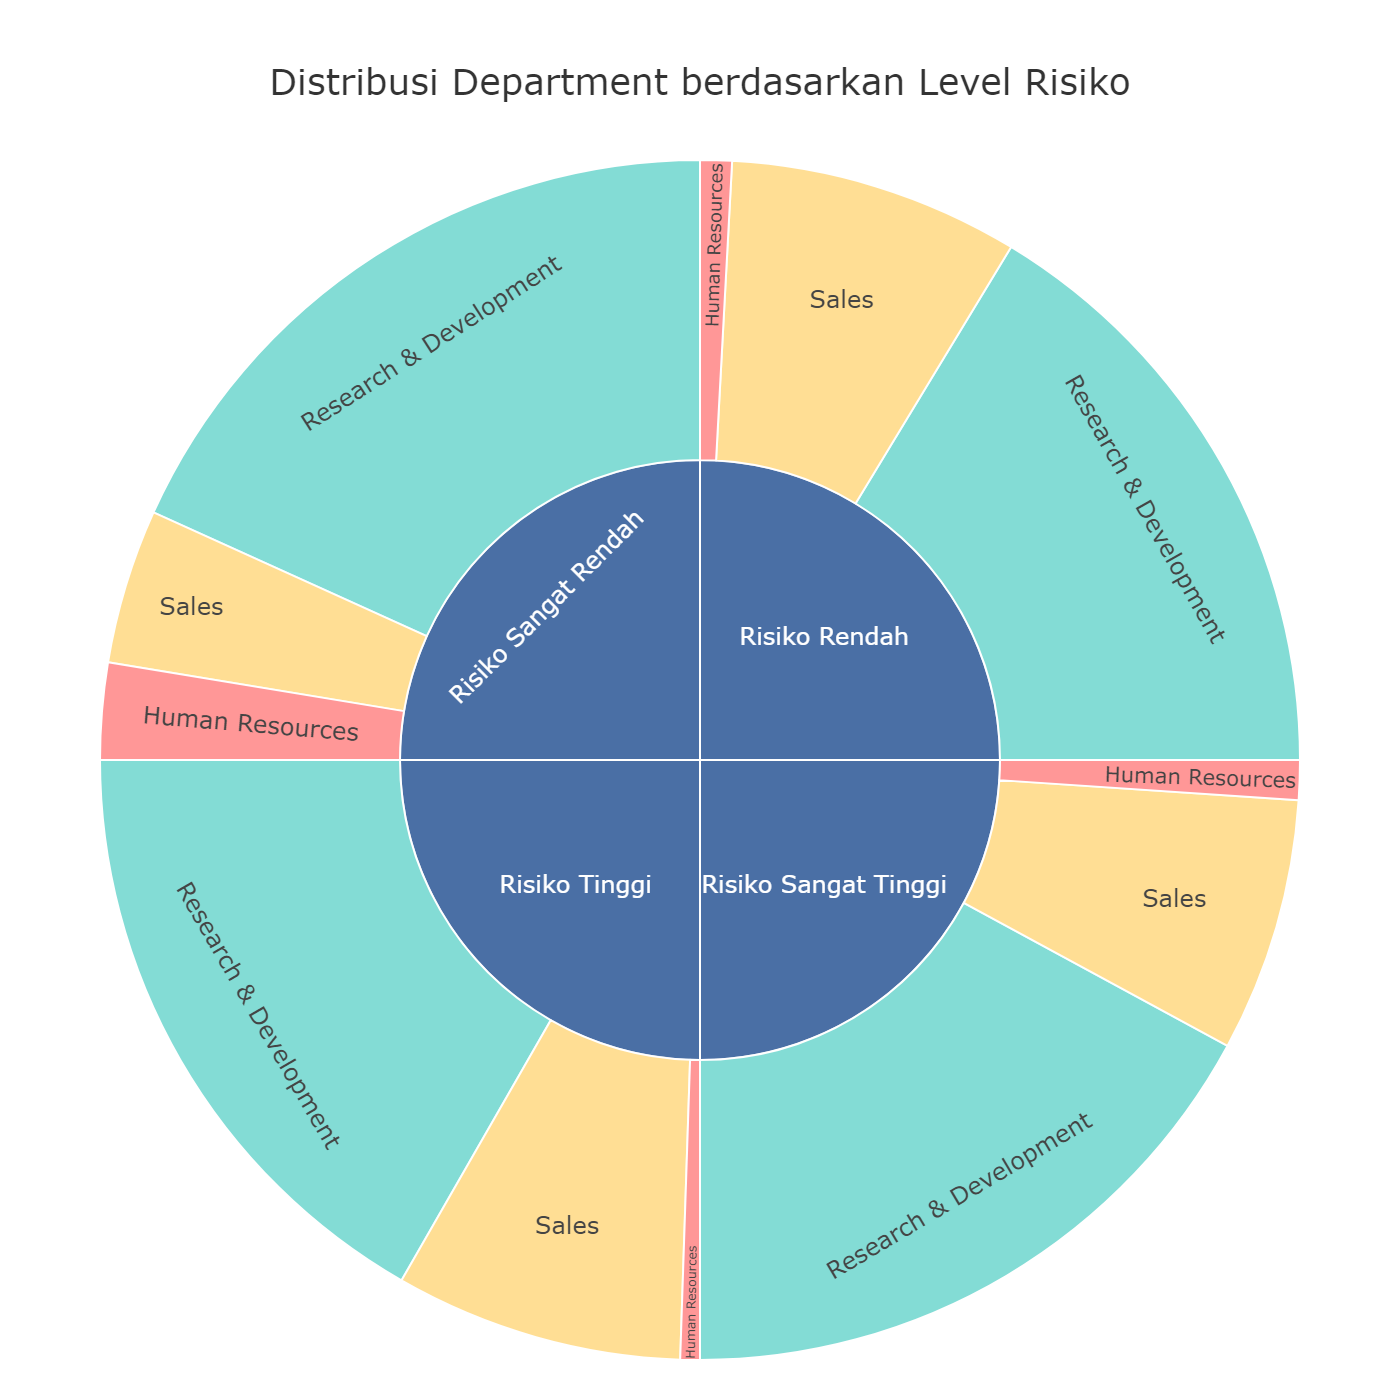 Distribusi Department berdasarkan Level Risiko
Human Resources
Sales
Research & Development
Risiko Rendah
Research & Development
Sales
Human Resources
Risiko Sangat Rendah
Risiko Tinggi
Research & Development
Sales
Human Resources
Risiko Sangat Tinggi
Human Resources
Sales
Research & Development